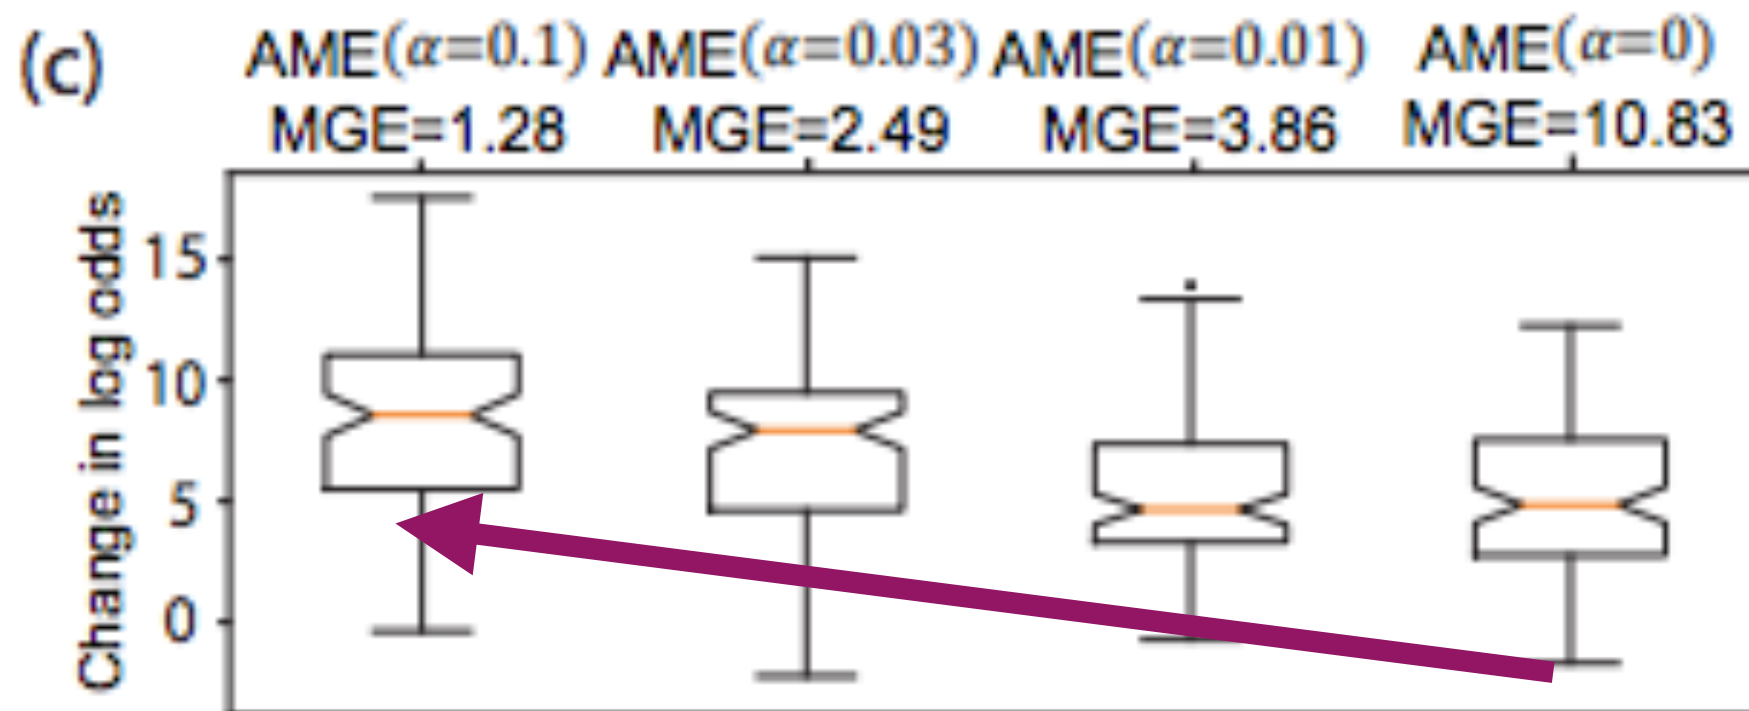 (c)
AME(α=0.1) AME(α=0.03) AME(α=0.01) AME(α=0)
MGE=1.28 MGE=2.49 MGE=3.86 MGE=10.83
Change in log odds
15
10
5
0